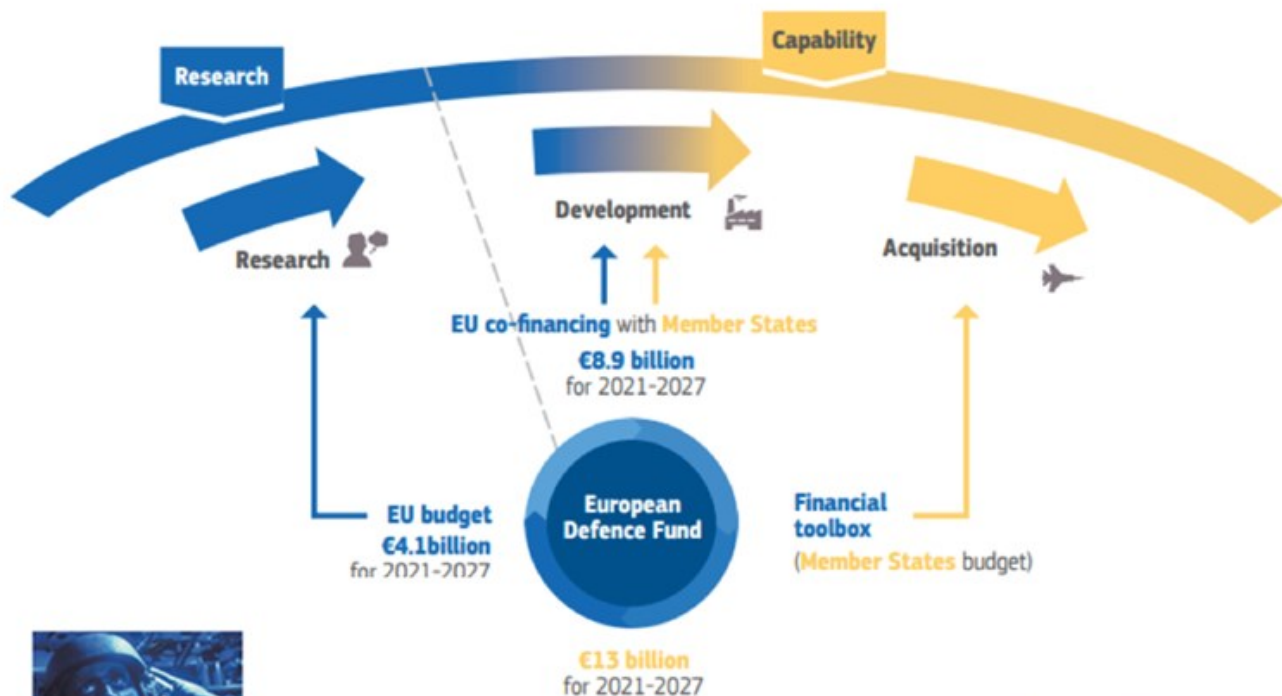 Research
Capability
Research
Development
Acquisition
EU co-financing with Member States
€8.9 billion
for 2021-2027
EU budget
€4.1billion
for 2021-2027
European
Defence Fund
Financial
toolbox
(Member States budget)
€13 billion
for 2021-2027